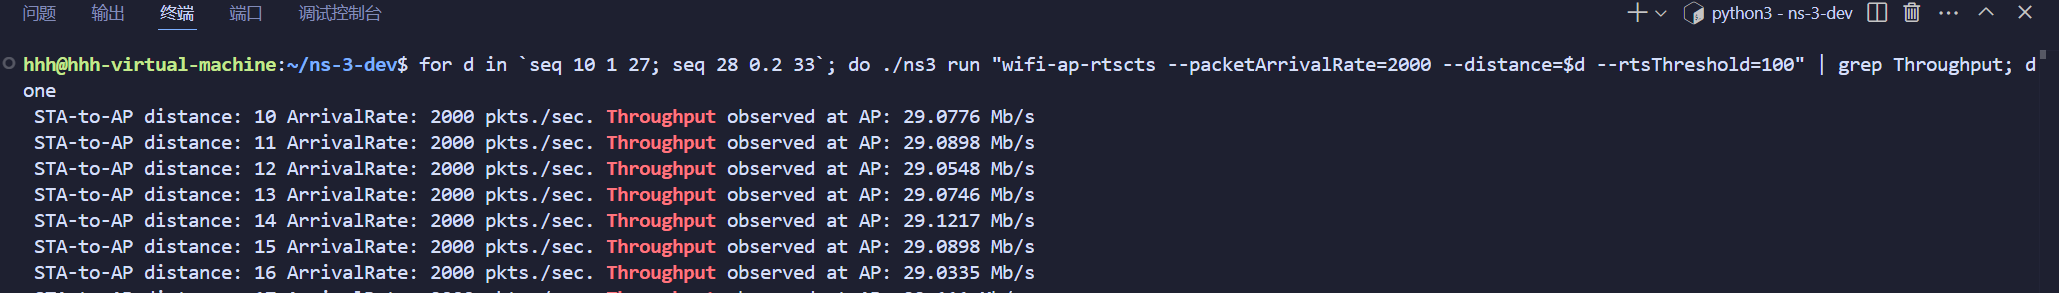 问题 输出 终端 端口 调试控制台 python3 - ns-3-dev
hhh@hhh-virtual-machine:~/ns-3-dev$ for d in `seq 10 1 27; seq 28 0.2 33`; do ./ns3 run "wifi-ap-rtscts --packetArrivalRate=2000 --distance=$d --rtsThreshold=100" | grep Throughput; d
one
STA-to-AP distance: 10 ArrivalRate: 2000 pkts./sec. Throughput observed at AP: 29.0776 Mb/s
STA-to-AP distance: 11 ArrivalRate: 2000 pkts./sec. Throughput observed at AP: 29.0898 Mb/s
STA-to-AP distance: 12 ArrivalRate: 2000 pkts./sec. Throughput observed at AP: 29.0548 Mb/s
STA-to-AP distance: 13 ArrivalRate: 2000 pkts./sec. Throughput observed at AP: 29.0746 Mb/s
STA-to-AP distance: 14 ArrivalRate: 2000 pkts./sec. Throughput observed at AP: 29.1217 Mb/s
STA-to-AP distance: 15 ArrivalRate: 2000 pkts./sec. Throughput observed at AP: 29.0898 Mb/s
STA-to-AP distance: 16 ArrivalRate: 2000 pkts./sec. Throughput observed at AP: 29.0335 Mb/s